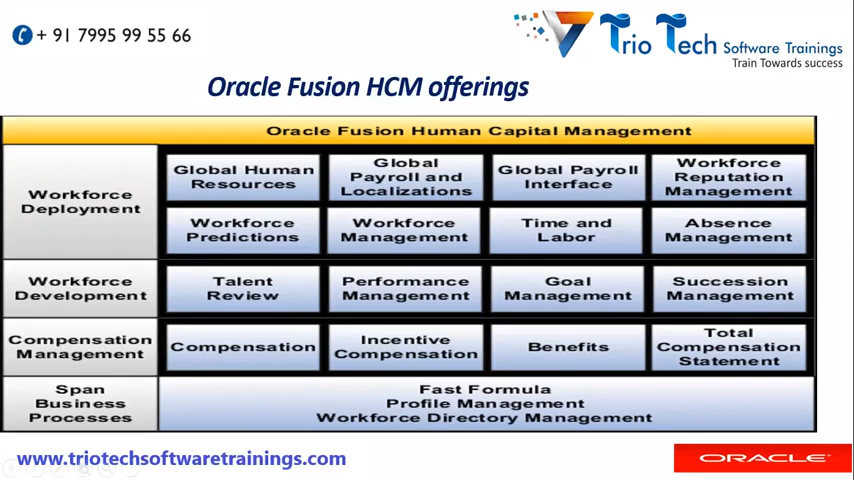 + 91 7995 99 55 66
Trio Tech Software Trainings
Train Towards success
Oracle Fusion HCM offerings
Oracle Fusion Human Capital Management
Workforce
Deployment
Global Human
Resources
Global
Payroll and
Localizations
Global Payroll
Interface
Workforce
Reputation
Management
Workforce
Predictions
Workforce
Management
Time and
Labor
Absence
Management
Workforce
Development
Talent
Review
Performance
Management
Goal
Management
Succession
Management
Compensation
Management
Compensation
Incentive
Compensation
Benefits
Total
Compensation
Statement
Span
Business
Processes
Fast Formula
Profile Management
Workforce Directory Management
www.triotechsoftwaretrainings.com
ORACLE